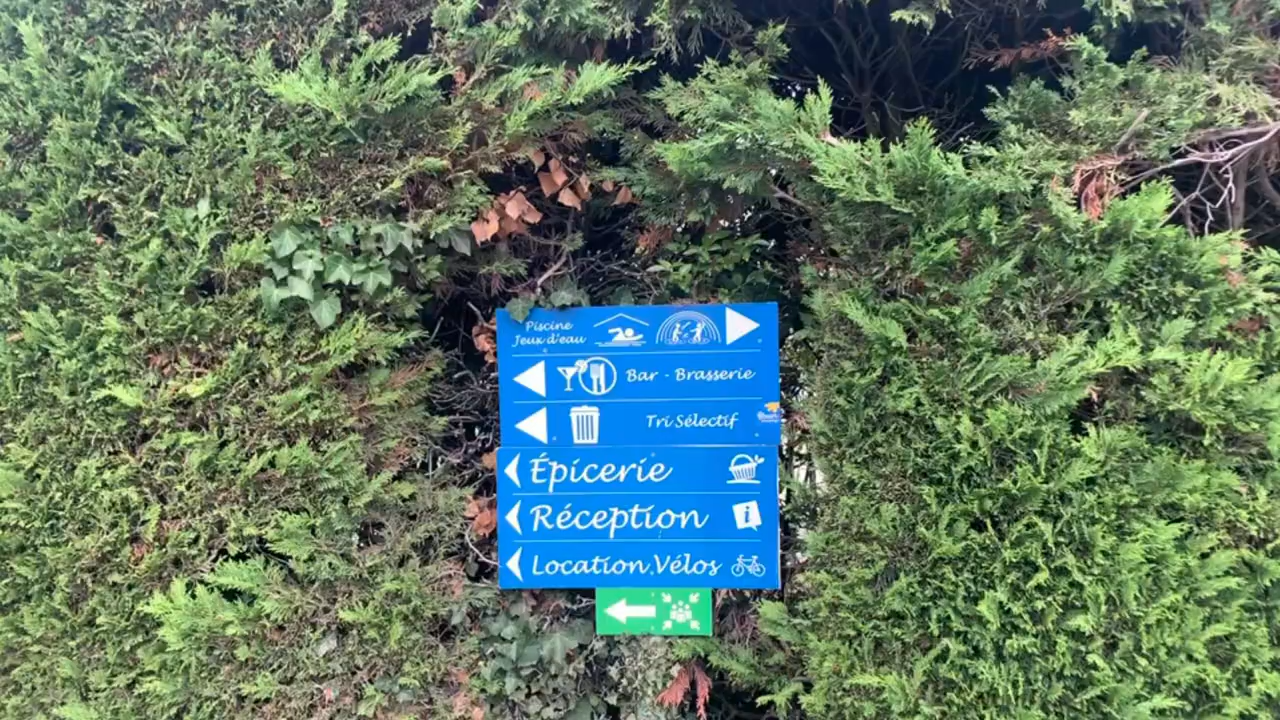 Piscine
Jeux d'eau
Bar - Brasserie
Tri Sélectif
Épicerie
Réception
i
Location Vélos